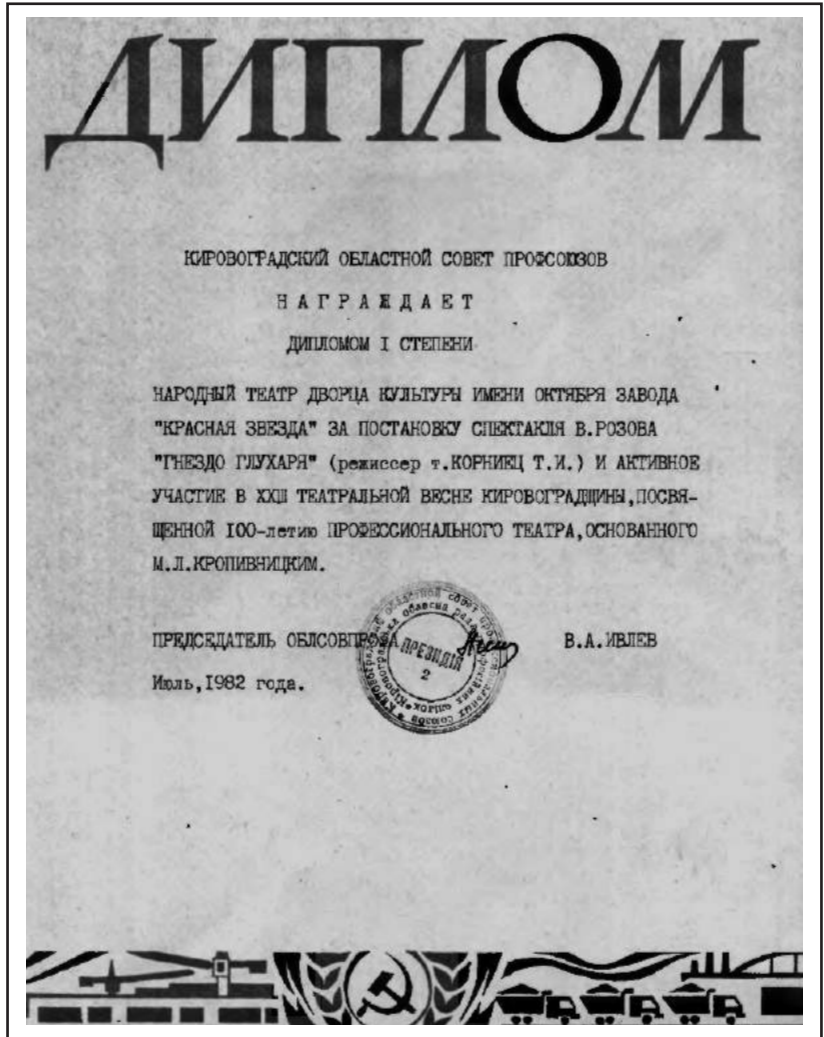 ДИПЛОМ
КИРОВОГРАДСКИЙ ОБЛАСТНОЙ СОВЕТ ПРОФСОЮЗОВ
НАГРАЖДАЕТ
ДИПЛОМОМ I СТЕПЕНИ
НАРОДНЫЙ ТЕАТР ДВОРЦА КУЛЬТУРЫ ИМЕНИ ОКТЯБРЯ ЗАВОДА
"КРАСНАЯ ЗВЕЗДА" ЗА ПОСТАНОВКУ СПЕКТАКЛЯ В.РОЗОВА
"ГНЕЗДО ГЛУХАРЯ" (режиссер т.КОРНИЕЦ Т.И.) И АКТИВНОЕ
УЧАСТИЕ В ТЕАТРАЛЬНОЙ ВЕСНЕ КИРОВОГРАДЩИНЫ,ПОСВЯ-
ЩЕННОЙ 100-летию ПРОФЕССИОНАЛЬНОГО ТЕАТРА,ОСНОВАННОГО
М.Л.КРОПИВНИЦКИМ.
ПРЕДСЕДАТЕЛЬ ОБЛСОВПРОФА В.А.ИВЛЕВ
Июль,1982 года.
ПРЕЗИДІЯ
2